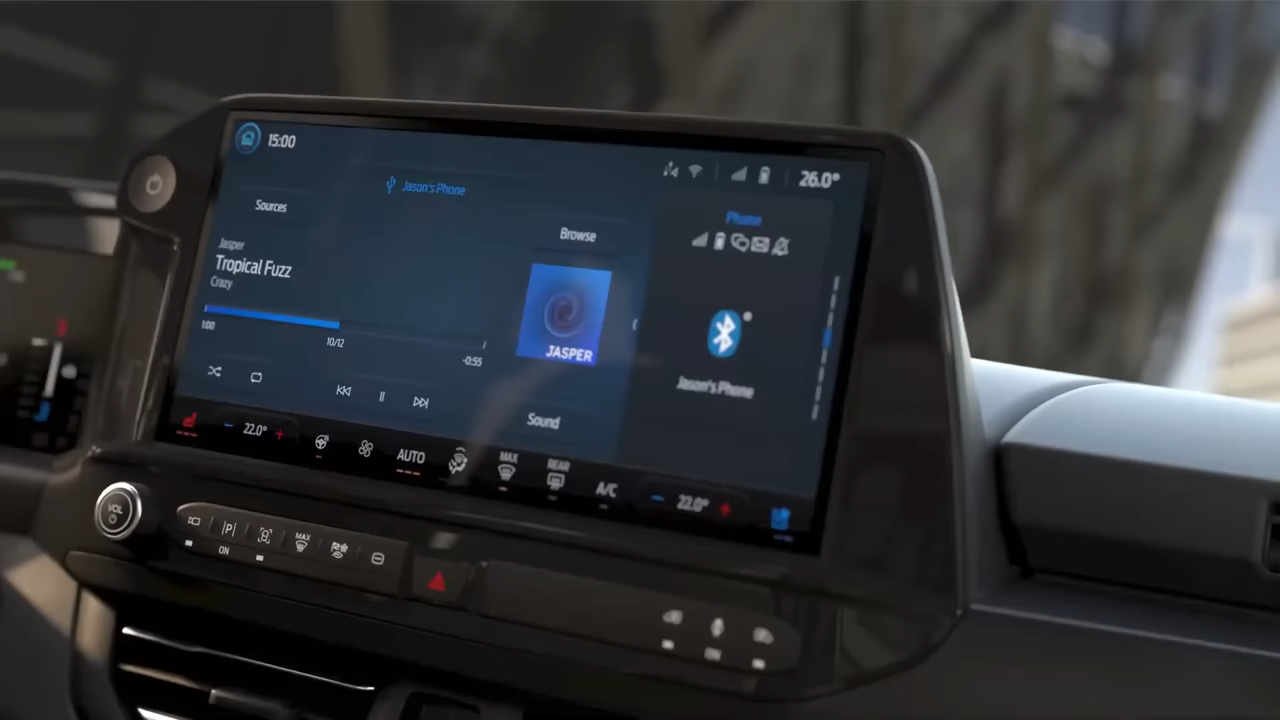 15:00
26.0°
Jason's Phone
Sources
Phone
Browse
Jasper
Tropical Fuzz
Crazy
1:00
10/12
-0:55
JASPER
Jason's Phone
Sound
22.0°
AUTO
MAX
REAR
A/C
22.0°
VOL
P
MAX
ON
ON